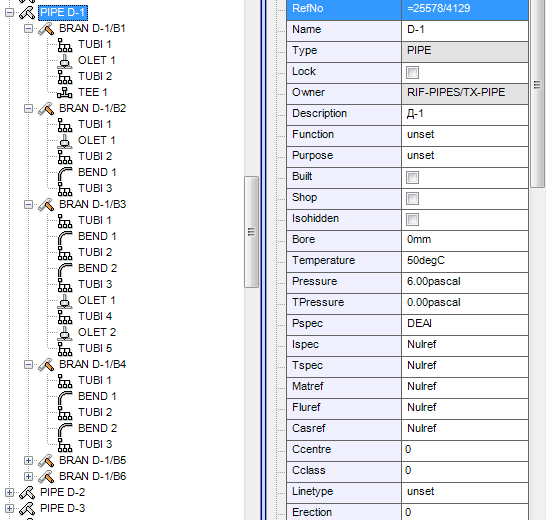 PIPE D-1
BRAN D-1/B1
TUBI 1
OLET 1
TUBI 2
TEE 1
BRAN D-1/B2
TUBI 1
OLET 1
TUBI 2
BEND 1
TUBI 3
BRAN D-1/B3
TUBI 1
BEND 1
TUBI 2
BEND 2
TUBI 3
OLET 1
TUBI 4
OLET 2
TUBI 5
BRAN D-1/B4
TUBI 1
BEND 1
TUBI 2
BEND 2
TUBI 3
BRAN D-1/B5
BRAN D-1/B6
PIPE D-2
PIPE D-3
RefNo =25578/4129
Name D-1
Type PIPE
Lock
Owner RIF-PIPES/TX-PIPE
Description Д-1
Function unset
Purpose unset
Built
Shop
Isohidden
Bore 0mm
Temperature 50degC
Pressure 6.00pascal
TPressure 0.00pascal
Pspec DEAI
Ispec Nulref
Tspec Nulref
Matref Nulref
Fluref Nulref
Casref Nulref
Ccentre 0
Cclass 0
Linetype unset
Erection 0